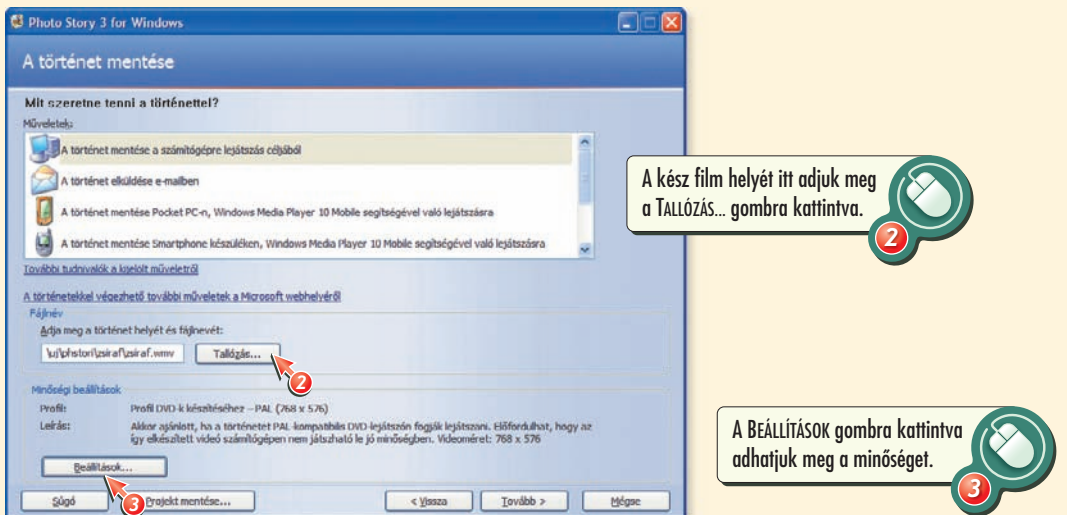 Photo Story 3 for Windows
A történet mentése
Mit szeretne tenni a történettel?
Műveletek:
A történet mentése a számítógépre lejátszás céljából
A történet elküldése e-mailben
A történet mentése Pocket PC-n, Windows Media Player 10 Mobile segítségével való lejátszásra
A történet mentése Smartphone készüléken, Windows Media Player 10 Mobile segítségével való lejátszásra
További tudnivalók a kijelölt műveletről
A történetekkel végezhető további műveletek a Microsoft webhelyéről
Fájlnév
Adja meg a történet helyét és fájlnevét:
\uj\phstori\zsiraf\zsiraf.wmv
Tallózás...
2
Minőségi beállítások
Profil: Profil DVD-k készítéséhez – PAL (768 x 576)
Leírás: Akkor ajánlott, ha a történetet PAL-kompatibilis DVD-lejátszón fogják lejátszani. Előfordulhat, hogy az
így elkészített videó számítógépen nem játszható le jó minőségben. Videoméret: 768 x 576
Beállítások...
3
Súgó
Projekt mentése...
< Vissza
Tovább >
Mégse
A kész film helyét itt adjuk meg
a TALLÓZÁS... gombra kattintva.
2
A BEÁLLÍTÁSOK gombra kattintva
adhatjuk meg a minőséget.
3